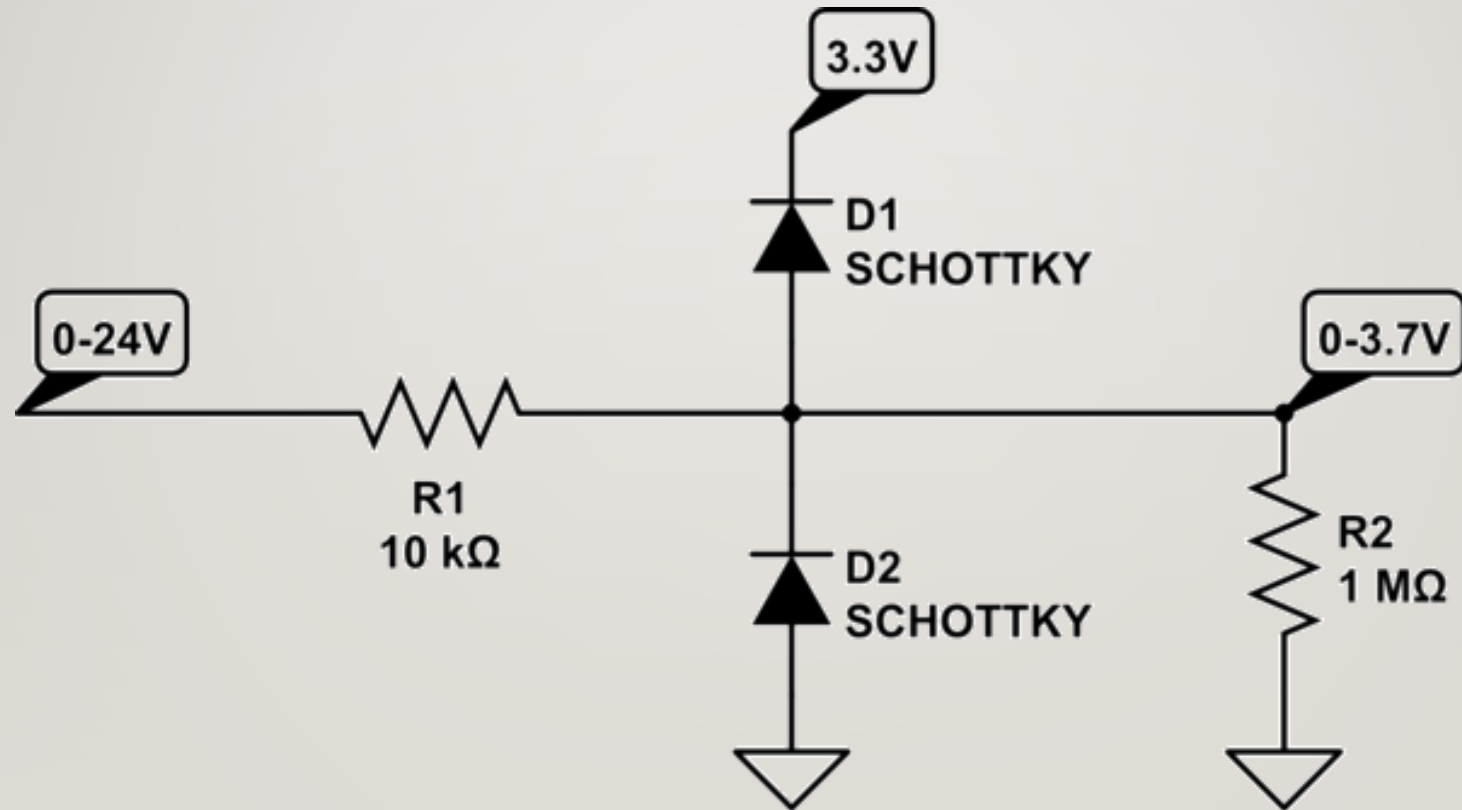 3.3V
D1
SCHOTTKY
0-24V
0-3.7V
R1
10 kΩ
D2
SCHOTTKY
R2
1 MΩ